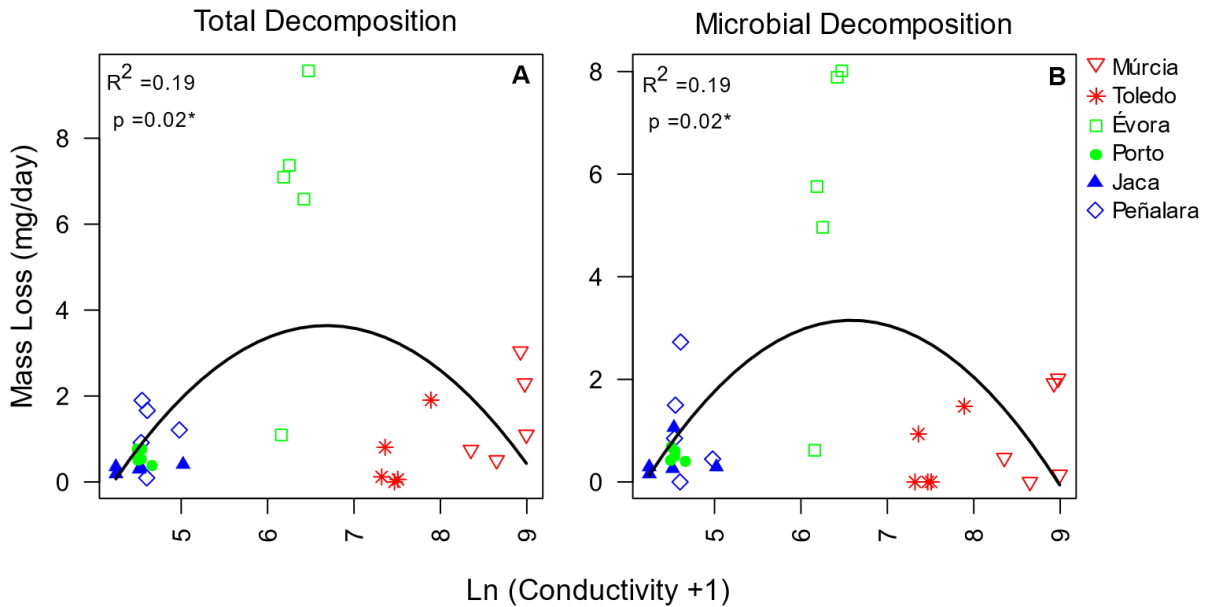 Total Decomposition
Microbial Decomposition
R2 =0.19
p =0.02*
A
R2 =0.19
p =0.02*
B
Múrcia
Toledo
Évora
Porto
Jaca
Peñalara
Mass Loss (mg/day)
8
6
4
2
0
8
6
4
2
0
5
6
7
8
9
5
6
7
8
9
Ln (Conductivity +1)